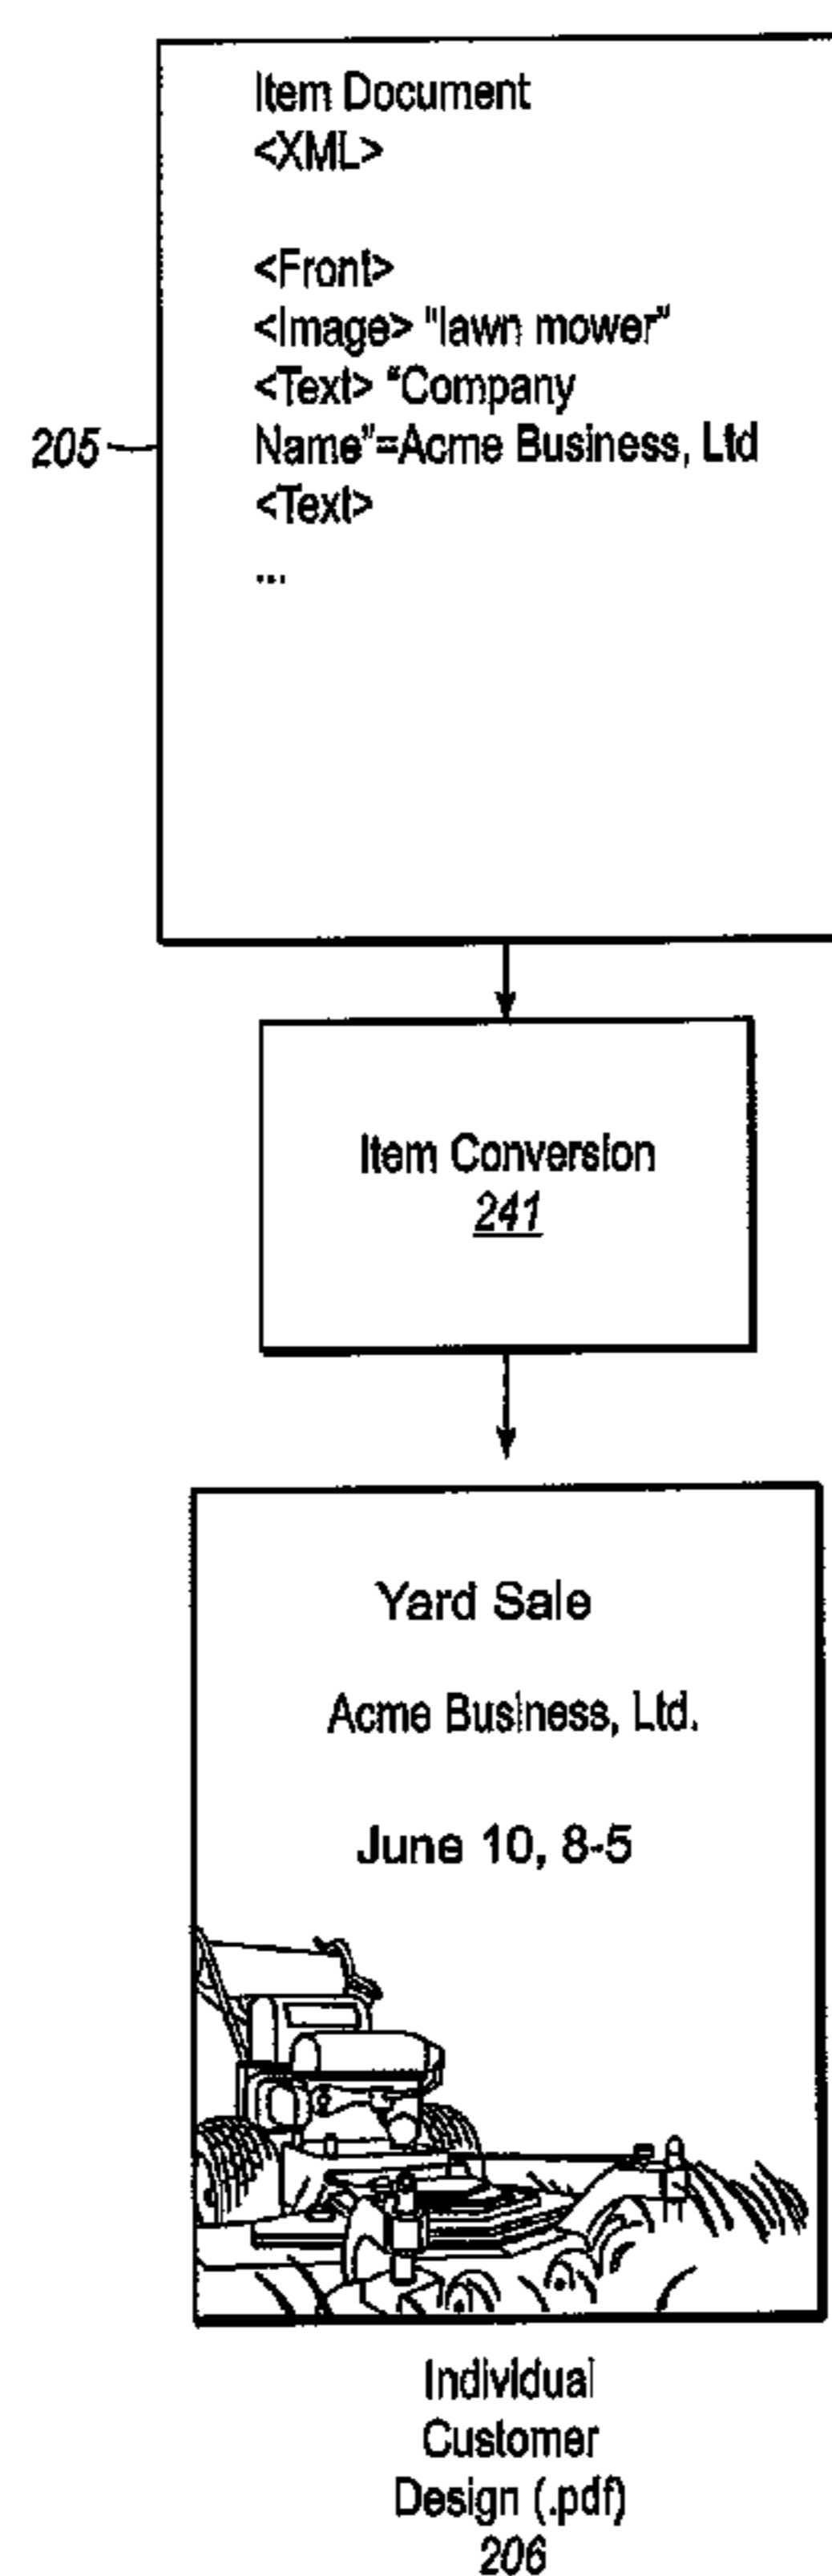 Item Document
<XML>
<Front>
<Image> "lawn mower"
<Text> "Company
Name"=Acme Business, Ltd
<Text>
...
205
Item Conversion
241
Yard Sale
Acme Business, Ltd.
June 10, 8-5
Individual
Customer
Design (.pdf)
206